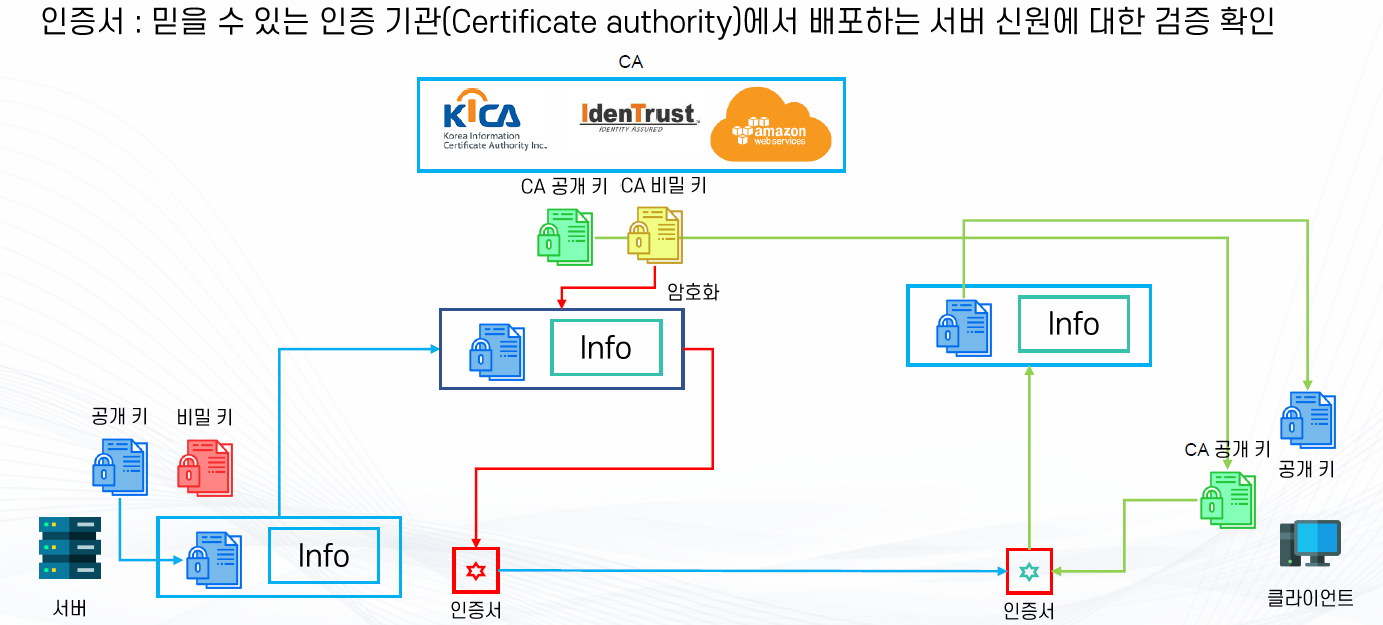 인증서 : 믿을 수 있는 인증 기관(Certificate authority)에서 배포하는 서버 신원에 대한 검증 확인
CA
KICA
Korea Information
Certificate Authority Inc.
IdenTrust
IDENTITY ASSURED
amazon
web services
CA 공개 키 CA 비밀 키
암호화
Info
Info
공개 키 비밀 키
CA 공개 키
공개 키
Info
서버
인증서
인증서
클라이언트